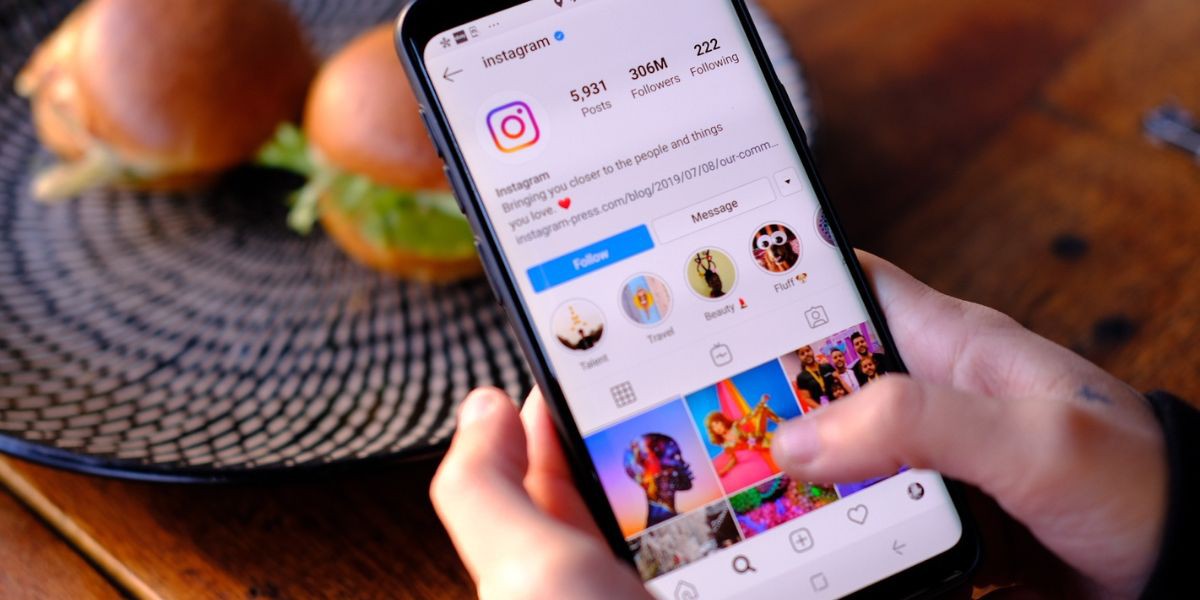 instagram
5,931 306M 222
Posts Followers Following
Instagram
Bringing you closer to the people and things
you love. ❤️
instagram-press.com/blog/2019/07/08/our-comm...
Follow Message
Talent Travel Beauty 💄 Fluff 🐶